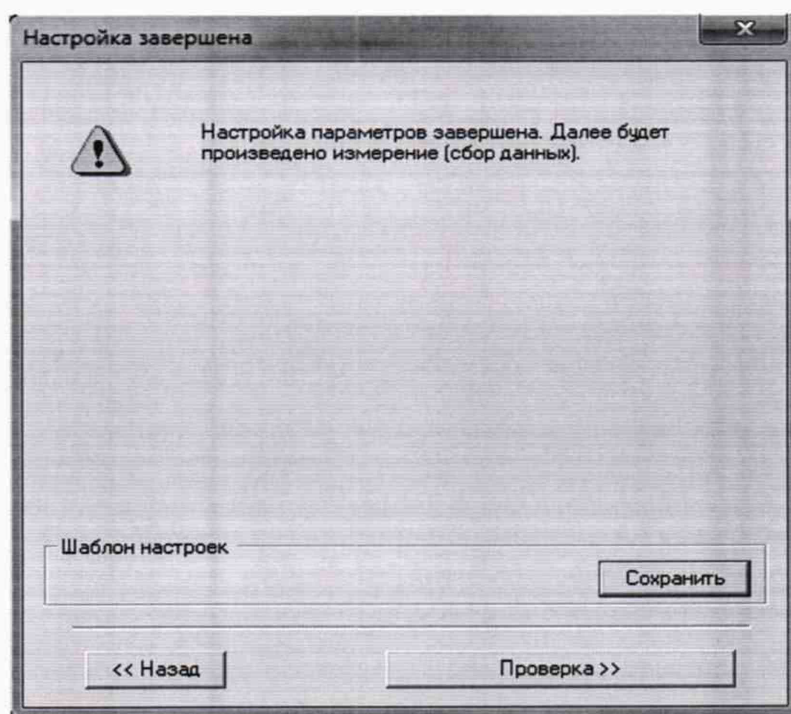 Настройка завершена
Настройка параметров завершена. Далее будет
произведено измерение (сбор данных).
Шаблон настроек
Сохранить
<< Назад
Проверка >>